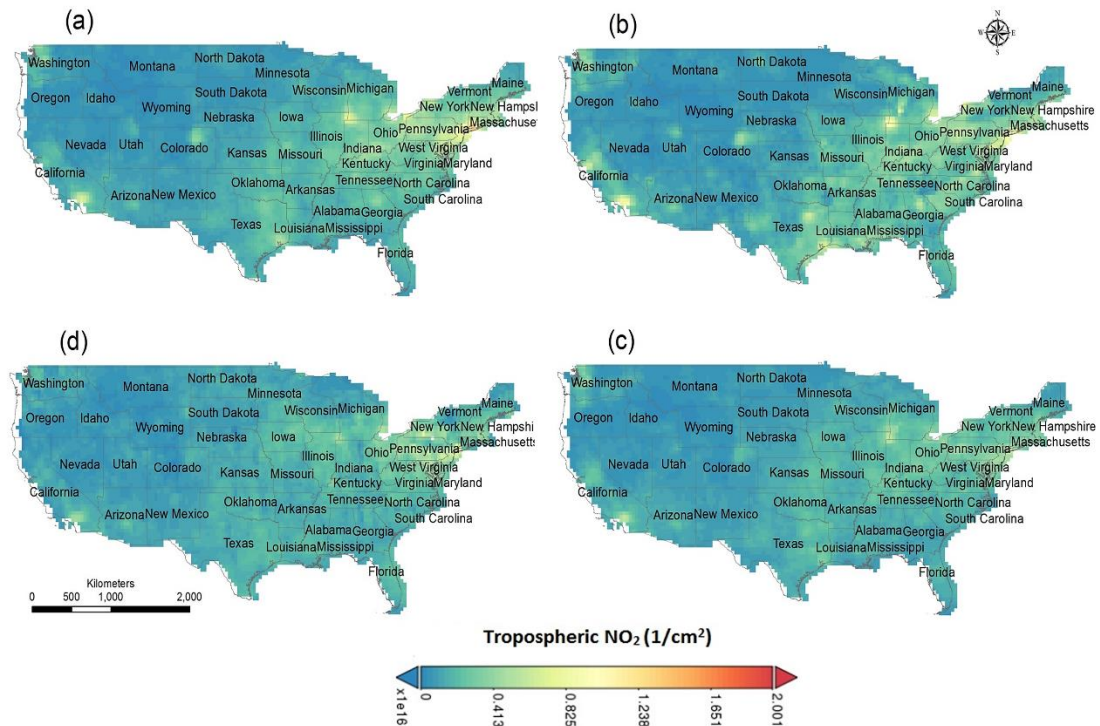 (a)
(b)
N
W E
S
Washington
North Dakota
Montana
Minnesota
Maine
Vermont
Wisconsin Michigan
South Dakota
Oregon Idaho
Wyoming
New York New Hampsl
Nebraska
Iowa
Massachuse
Illinois
Ohio Pennsylvania
Nevada Utah
Colorado
Indiana
West Virginia
Kansas Missouri
Kentucky
Virginia Maryland
California
Oklahoma
Tennessee North Carolina
Arizona New Mexico
Arkansas
South Carolina
Alabama Georgia
Texas
Louisiana Mississippi
Florida
Washington
North Dakota
Montana
Minnesota
Maine
Vermont
Wisconsin Michigan
South Dakota
Oregon Idaho
Wyoming
New York New Hampshire
Nebraska
Iowa
Massachusetts
Illinois
Ohio Pennsylvania
Nevada Utah
Colorado
Indiana
West Virginia
Kansas Missouri
Kentucky
Virginia Maryland
California
Oklahoma
Tennessee North Carolina
Arizona New Mexico
Arkansas
South Carolina
Alabama Georgia
Texas
Louisiana Mississippi
Florida
(d)
(c)
Washington
North Dakota
Montana
Minnesota
Maine
Vermont
Wisconsin Michigan
South Dakota
Oregon Idaho
Wyoming
New York New Hampshi
Nebraska
Iowa
Massachusetts
Illinois
Ohio Pennsylvania
Nevada Utah
Colorado
Indiana
West Virginia
Kansas Missouri
Kentucky
Virginia Maryland
California
Oklahoma
Tennessee North Carolina
Arizona New Mexico
Arkansas
South Carolina
Alabama Georgia
Texas
Louisiana Mississippi
Florida
Washington
North Dakota
Montana
Minnesota
Maine
Vermont
Wisconsin Michigan
South Dakota
Oregon Idaho
Wyoming
New York New Hampshire
Nebraska
Iowa
Massachusetts
Illinois
Ohio Pennsylvania
Nevada Utah
Colorado
Indiana
West Virginia
Kansas Missouri
Kentucky
Virginia Maryland
California
Oklahoma
Tennessee North Carolina
Arizona New Mexico
Arkansas
South Carolina
Alabama Georgia
Texas
Louisiana Mississippi
Florida
Kilometers
0 500 1,000 2,000
Tropospheric NO₂ (1/cm²)
x1e16 0 0.413 0.825 1.238 1.651 2.001